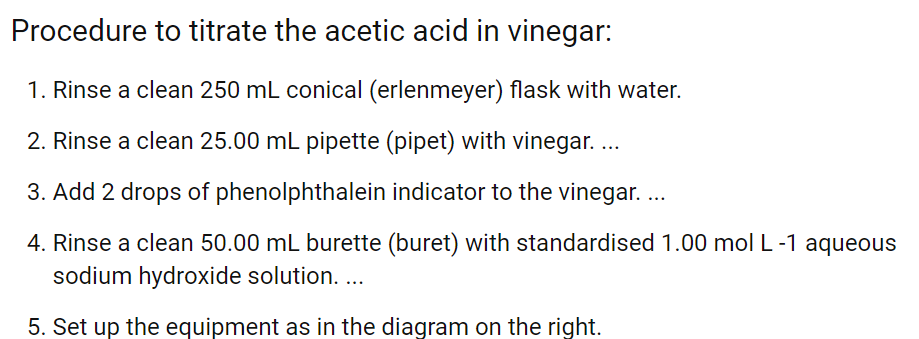 Procedure to titrate the acetic acid in vinegar:
1. Rinse a clean 250 mL conical (erlenmeyer) flask with water.
2. Rinse a clean 25.00 mL pipette (pipet) with vinegar. ...
3. Add 2 drops of phenolphthalein indicator to the vinegar. ...
4. Rinse a clean 50.00 mL burette (buret) with standardised 1.00 mol L -1 aqueous
sodium hydroxide solution. ...
5. Set up the equipment as in the diagram on the right.